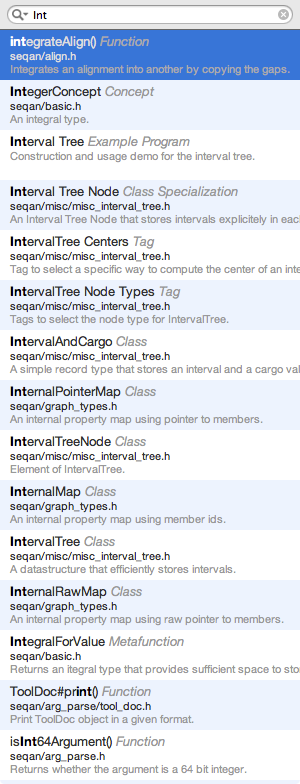 Int
integrateAlign() Function
seqan/align.h
Integrates an alignment into another by copying the gaps.
IntegerConcept Concept
seqan/basic.h
An integral type.
Interval Tree Example Program
Construction and usage demo for the interval tree.
Interval Tree Node Class Specialization
seqan/misc/misc_interval_tree.h
An Interval Tree Node that stores intervals explicitely in eac
IntervalTree Centers Tag
seqan/misc/misc_interval_tree.h
Tag to select a specific way to compute the center of an inte
IntervalTree Node Types Tag
seqan/misc/misc_interval_tree.h
Tags to select the node type for IntervalTree.
IntervalAndCargo Class
seqan/misc/misc_interval_tree.h
A simple record type that stores an interval and a cargo val
InternalPointerMap Class
seqan/graph_types.h
An internal property map using pointer to members.
IntervalTreeNode Class
seqan/misc/misc_interval_tree.h
Element of IntervalTree.
InternalMap Class
seqan/graph_types.h
An internal property map using member ids.
IntervalTree Class
seqan/misc/misc_interval_tree.h
A datastructure that efficiently stores intervals.
InternalRawMap Class
seqan/graph_types.h
An internal property map using raw pointer to members.
IntegralForValue Metafunction
seqan/basic.h
Returns an itegral type that provides sufficient space to sto
ToolDoc#print() Function
seqan/arg_parse/tool_doc.h
Print ToolDoc object in a given format.
isInt64Argument() Function
seqan/arg_parse.h
Returns whether the argument is a 64 bit integer.